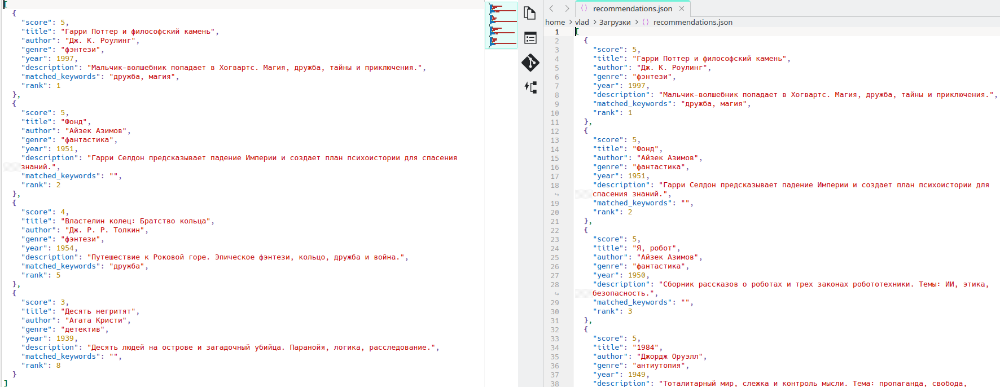 [
{
"score": 5,
"title": "Гарри Поттер и философский камень",
"author": "Дж. К. Роулинг",
"genre": "фэнтези",
"year": 1997,
"description": "Мальчик-волшебник попадает в Хогвартс. Магия, дружба, тайны и приключения.",
"matched_keywords": "дружба, магия",
"rank": 1
},
{
"score": 5,
"title": "Фонд",
"author": "Айзек Азимов",
"genre": "фантастика",
"year": 1951,
"description": "Гарри Селдон предсказывает падение Империи и создает план психоистории для спасения
знаний.",
"matched_keywords": "",
"rank": 2
},
{
"score": 4,
"title": "Властелин колец: Братство кольца",
"author": "Дж. Р. Р. Толкин",
"genre": "фэнтези",
"year": 1954,
"description": "Путешествие к Роковой горе. Эпическое фэнтези, кольцо, дружба и война.",
"matched_keywords": "дружба",
"rank": 5
},
{
"score": 3,
"title": "Десять негритят",
"author": "Агата Кристи",
"genre": "детектив",
"year": 1939,
"description": "Десять людей на острове и загадочный убийца. Паранойя, логика, расследование.",
"matched_keywords": "",
"rank": 8
}
]
recommendations.json
home > vlad > Загрузки > recommendations.json
1 [
2 {
3 "score": 5,
4 "title": "Гарри Поттер и философский камень",
5 "author": "Дж. К. Роулинг",
6 "genre": "фэнтези",
7 "year": 1997,
8 "description": "Мальчик-волшебник попадает в Хогвартс. Магия, дружба, тайны и приключения.",
9 "matched_keywords": "дружба, магия",
10 "rank": 1
11 },
12 {
13 "score": 5,
14 "title": "Фонд",
15 "author": "Айзек Азимов",
16 "genre": "фантастика",
17 "year": 1951,
18 "description": "Гарри Селдон предсказывает падение Империи и создает план психоистории для
спасения знаний.",
19 "matched_keywords": "",
20 "rank": 2
21 },
22 {
23 "score": 5,
24 "title": "Я, робот",
25 "author": "Айзек Азимов",
26 "genre": "фантастика",
27 "year": 1950,
28 "description": "Сборник рассказов о роботах и трех законах робототехники. Темы: ИИ, этика,
безопасность.",
29 "matched_keywords": "",
30 "rank": 3
31 },
32 {
33 "score": 5,
34 "title": "1984",
35 "author": "Джордж Оруэлл",
36 "genre": "антиутопия",
37 "year": 1949,
38 "description": "Тоталитарный мир, слежка и контроль мысли. Тема: пропаганда, свобода,